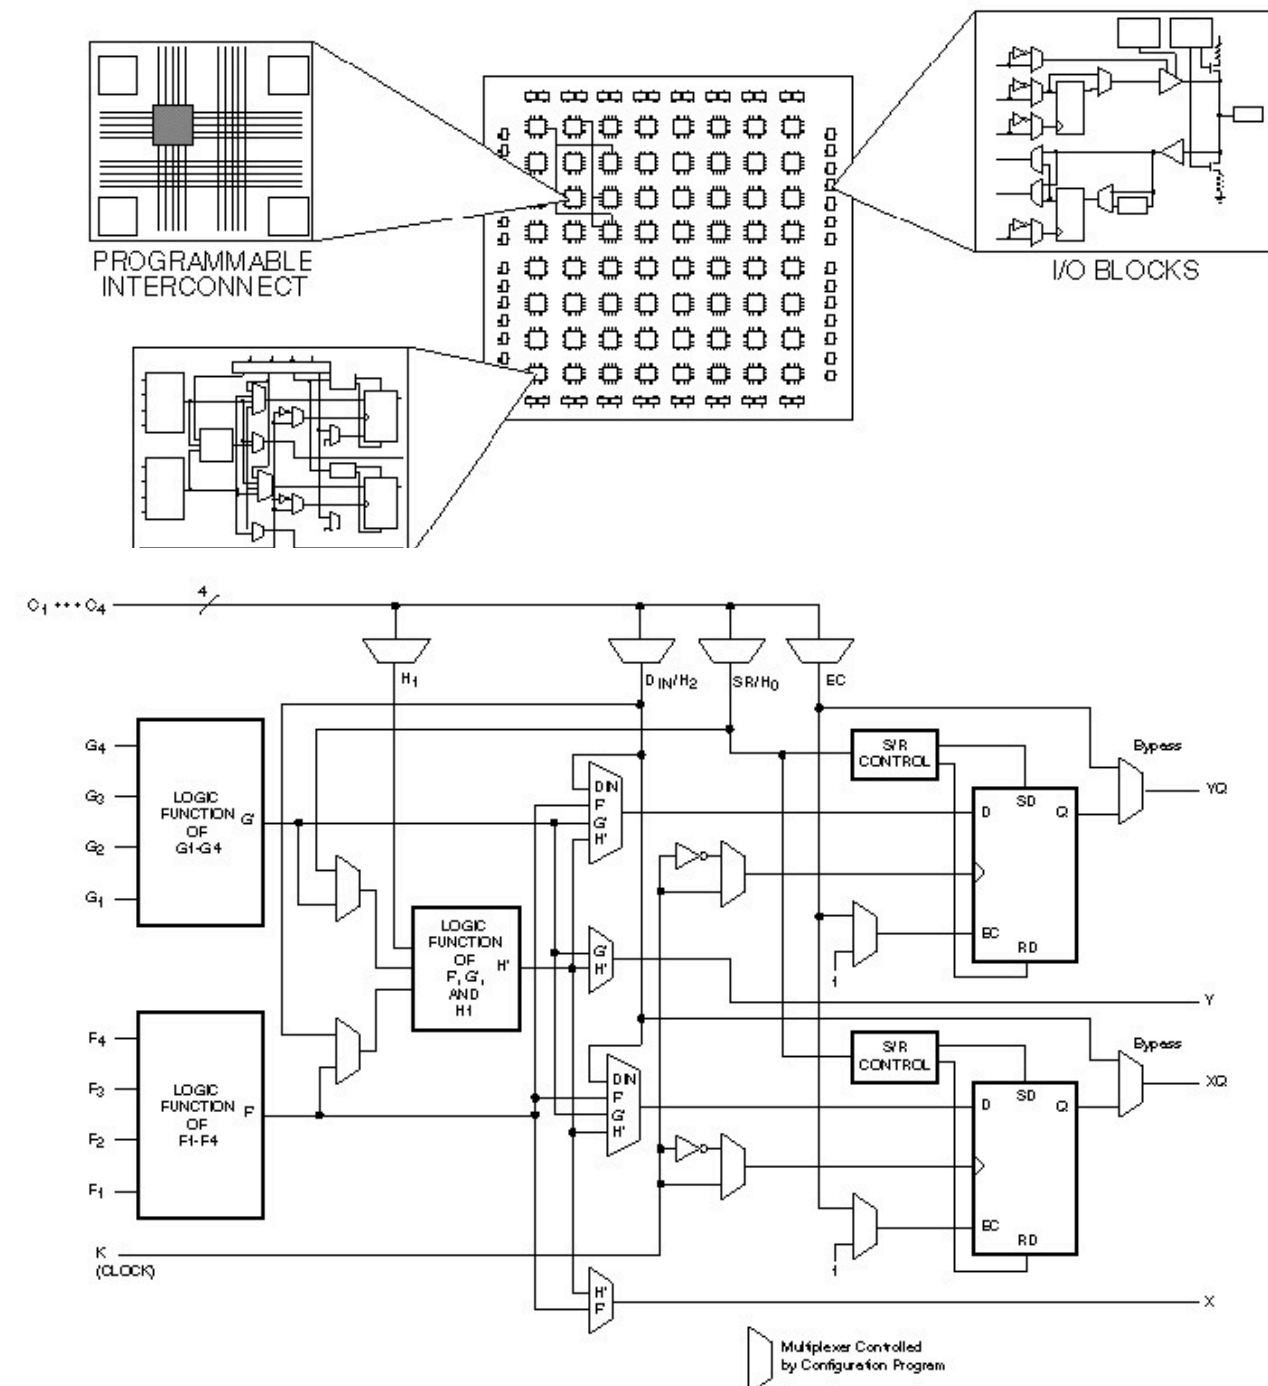 PROGRAMMABLE
INTERCONNECT
I/O BLOCKS
C1 ••• C4
4
H1
DIN/H2
SR/H0
EC
G4
G3
G2
G1
LOGIC
FUNCTION
OF
G1-G4
G'
DIN
F'
G'
H'
S/R
CONTROL
D
SD
Q
EC
RD
1
Bypass
YQ
LOGIC
FUNCTION
OF
F', G',
AND
H1
H'
G'
H'
Y
F4
F3
F2
F1
LOGIC
FUNCTION
OF
F1-F4
F'
DIN
F'
G'
H'
S/R
CONTROL
D
SD
Q
EC
RD
1
Bypass
XQ
K
(CLOCK)
H'
F'
X
Multiplexer Controlled
by Configuration Program